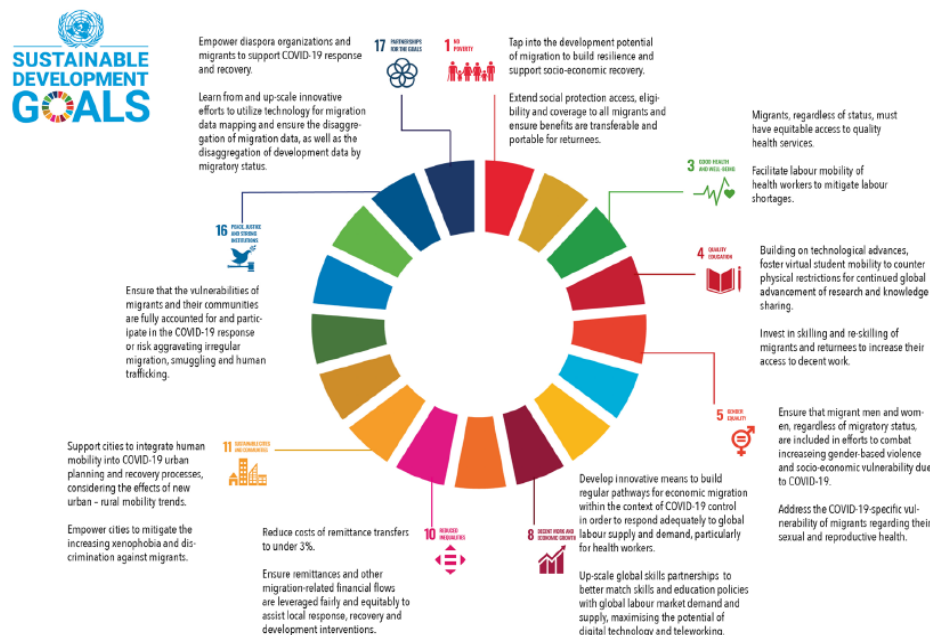 SUSTAINABLE
DEVELOPMENT
GOALS
Empower diaspora organizations and
migrants to support COVID-19 response
and recovery.
Learn from and up-scale innovative
efforts to utilize technology for migration
data mapping and ensure the disaggre-
gation of migration data, as well as the
disaggregation of development data by
migratory status.
17 PARTNERSHIPS
FOR THE GOALS
1 NO
POVERTY
Tap into the development potential
of migration to build resilience and
support socio-economic recovery.
Extend social protection access, eligi-
bility and coverage to all migrants and
ensure benefits are transferable and
portable for returnees.
Migrants, regardless of status, must
have equitable access to quality
health services.
Facilitate labour mobility of
health workers to mitigate labour
shortages.
3 GOOD HEALTH
AND WELL-BEING
4 QUALITY
EDUCATION
Building on technological advances,
foster virtual student mobility to counter
physical restrictions for continued global
advancement of research and knowledge
sharing.
Invest in skilling and re-skilling of
migrants and returnees to increase their
access to decent work.
16 PEACE, JUSTICE
AND STRONG
INSTITUTIONS
Ensure that the vulnerabilities of
migrants and their communities
are fully accounted for and partic-
ipate in the COVID-19 response
or risk aggravating irregular
migration, smuggling and human
trafficking.
5 GENDER
EQUALITY
Ensure that migrant men and wom-
en, regardless of migratory status,
are included in efforts to combat
increaseing gender-based violence
and socio-economic vulnerability due
to COVID-19.
Address the COVID-19-specific vul-
nerability of migrants regarding their
sexual and reproductive health.
Support cities to integrate human
mobility into COVID-19 urban
planning and recovery processes,
considering the effects of new
urban – rural mobility trends.
Empower cities to mitigate the
increasing xenophobia and dis-
crimination against migrants.
11 SUSTAINABLE CITIES
AND COMMUNITIES
Reduce costs of remittance transfers
to under 3%.
Ensure remittances and other
migration-related financial flows
are leveraged fairly and equitably to
assist local response, recovery and
development interventions.
10 REDUCED
INEQUALITIES
8 DECENT WORK AND
ECONOMIC GROWTH
Develop innovative means to build
regular pathways for economic migration
within the context of COVID-19 control
in order to respond adequately to global
labour supply and demand, particularly
for health workers.
Up-scale global skills partnerships to
better match skills and education policies
with global labour market demand and
supply, maximising the potential of
digital technology and teleworking.